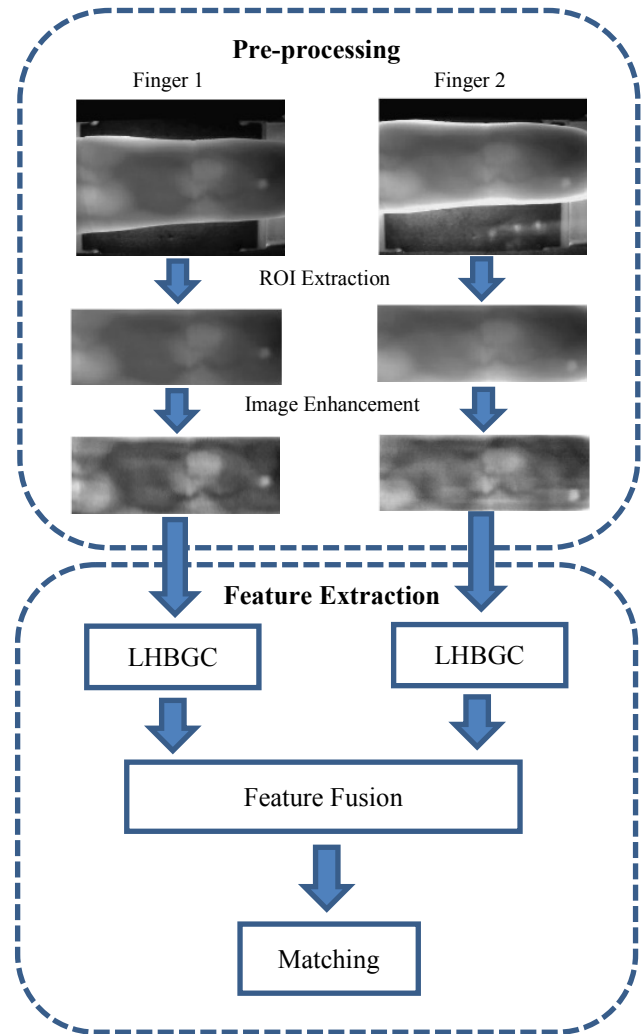 Pre-processing
Finger 1
Finger 2
ROI Extraction
Image Enhancement
Feature Extraction
LHBGC
LHBGC
Feature Fusion
Matching